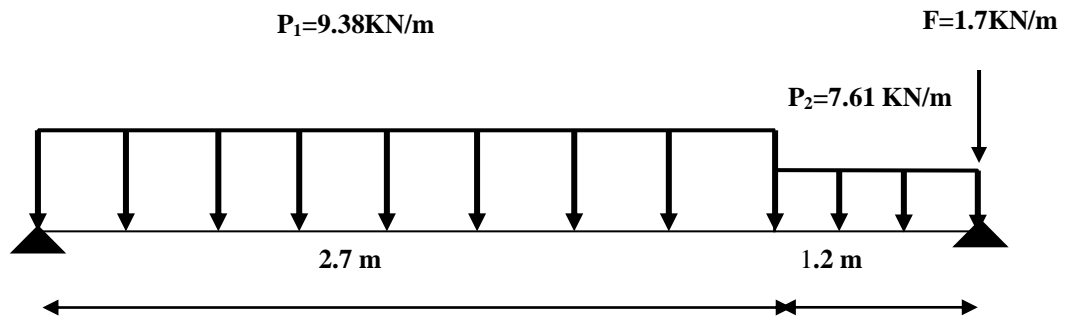 P₁=9.38KN/m
F=1.7KN/m
P₂=7.61 KN/m
2.7 m
1.2 m